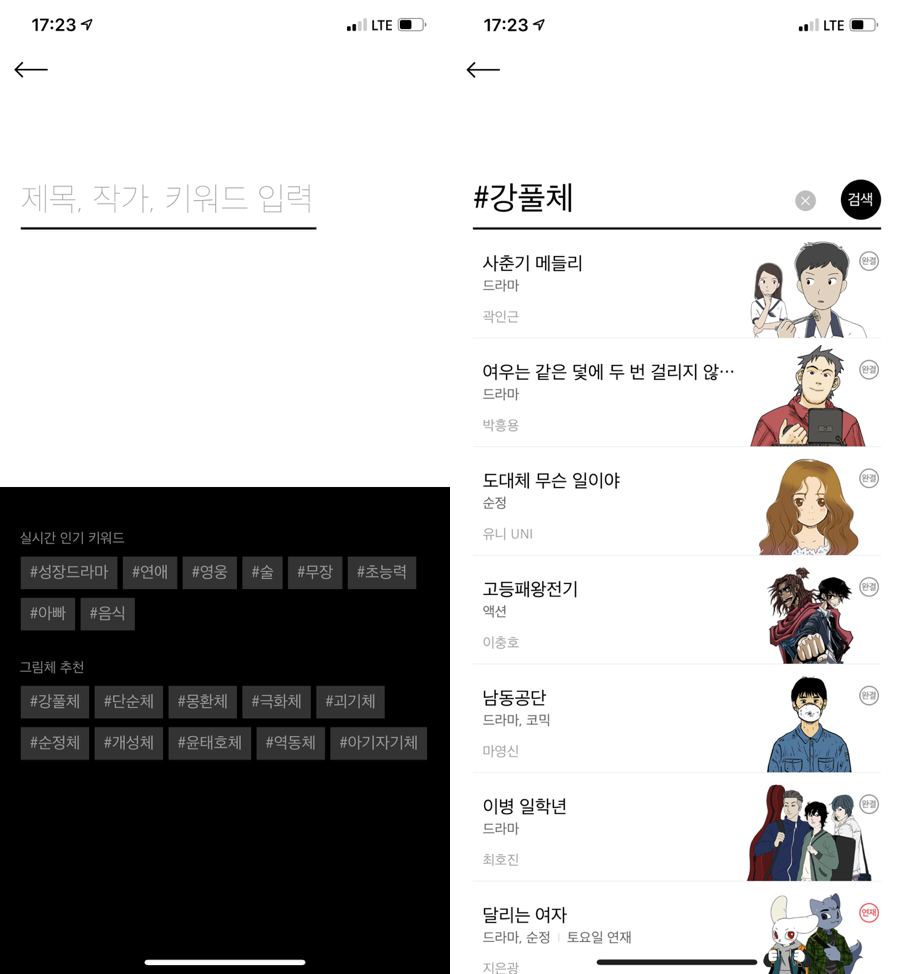 17:23
LTE
제목, 작가, 키워드 입력
실시간 인기 키워드
#성장드라마 #연애 #영웅 #술 #무장 #초능력
#아빠 #음식
그림체 추천
#강풀체 #단순체 #몽환체 #극화체 #괴기체
#순정체 #개성체 #윤태호체 #역동체 #아기자기체
17:23
LTE
#강풀체
검색
사춘기 메들리
완결
드라마
곽인근
여우는 같은 덫에 두 번 걸리지 않…
완결
드라마
박흥용
도대체 무슨 일이야
완결
순정
유니 UNI
고등패왕전기
완결
액션
이충호
남동공단
완결
드라마, 코믹
마영신
이병 일학년
완결
드라마
최호진
달리는 여자
연재
드라마, 순정 | 토요일 연재
지은광